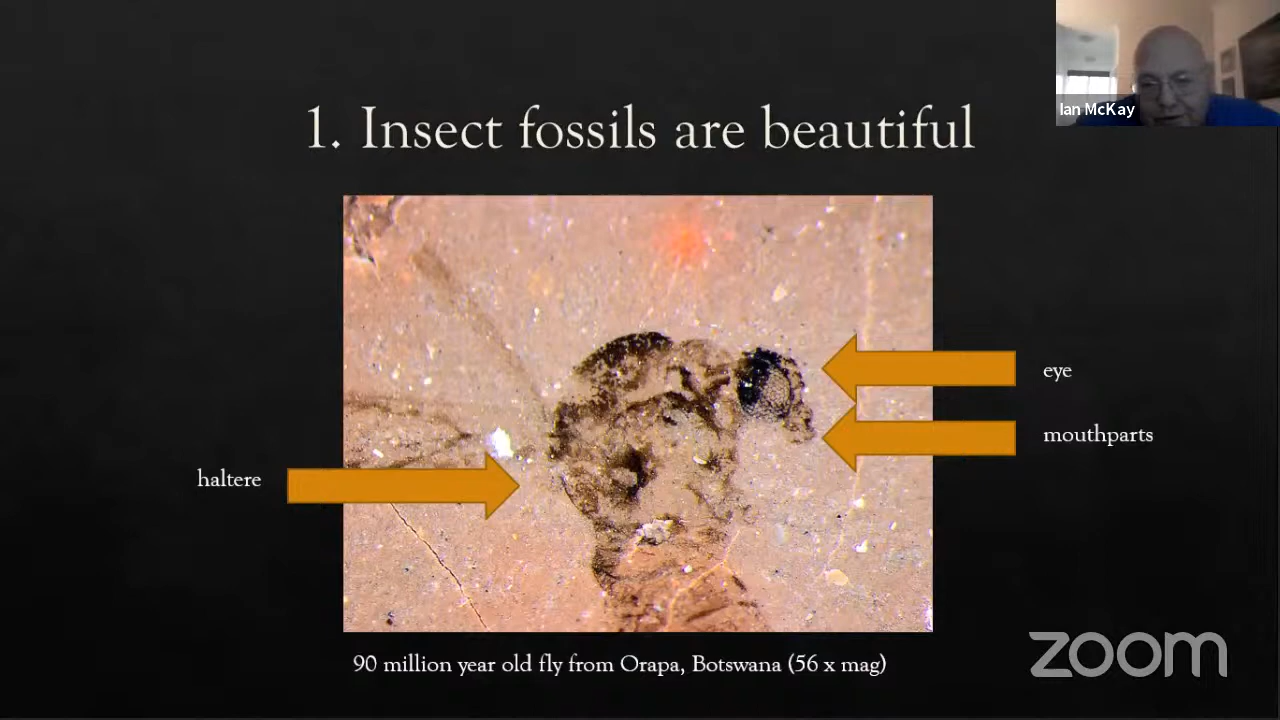 Ian McKay
1. Insect fossils are beautiful
eye
mouthparts
haltere
90 million year old fly from Orapa, Botswana (56 x mag)
zoom